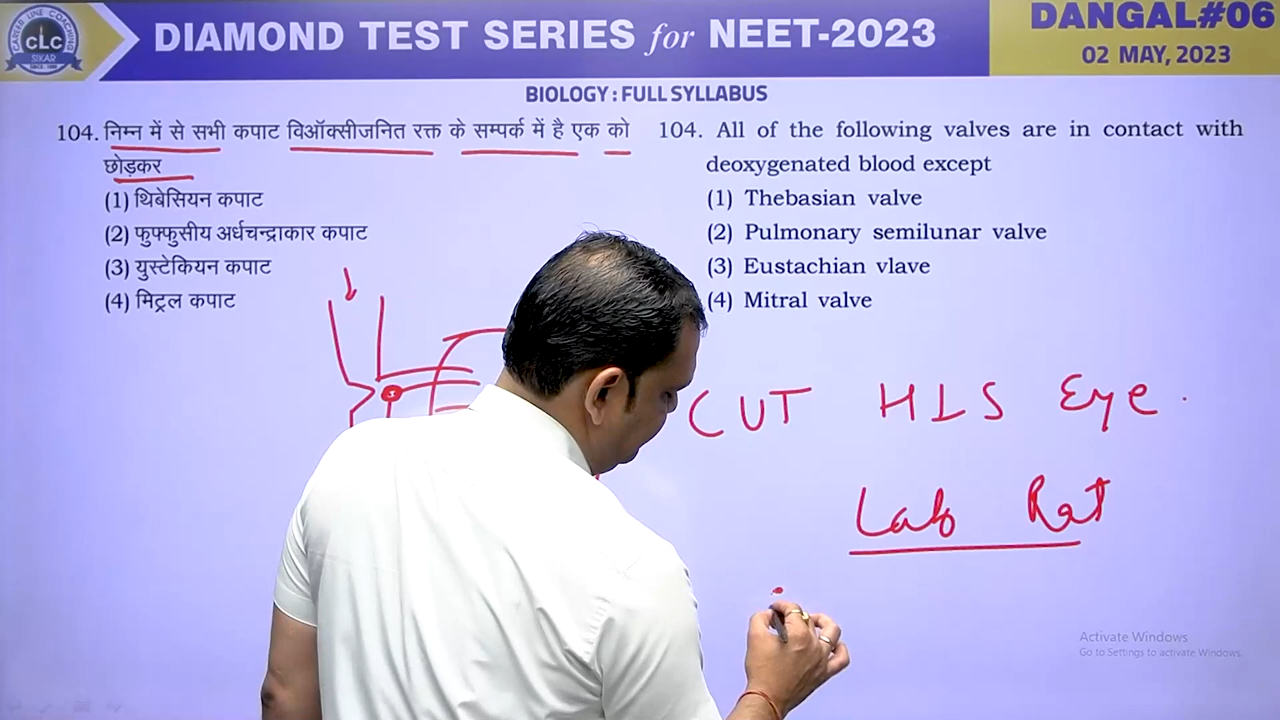 CAREER LINE COACHING
CLC
SIKAR
DIAMOND TEST SERIES for NEET-2023
DANGAL#06
02 MAY, 2023
BIOLOGY : FULL SYLLABUS
104. निम्न में से सभी कपाट विऑक्सीजनित रक्त के सम्पर्क में है एक को
छोड़कर
(1) थिबेसियन कपाट
(2) फुफ्फुसीय अर्धचन्द्राकार कपाट
(3) युस्टेकियन कपाट
(4) मिट्रल कपाट
104. All of the following valves are in contact with
deoxygenated blood except
(1) Thebasian valve
(2) Pulmonary semilunar valve
(3) Eustachian vlave
(4) Mitral valve
CUT HIS Eye.
Lab Rat
Activate Windows
Go to Settings to activate Windows.